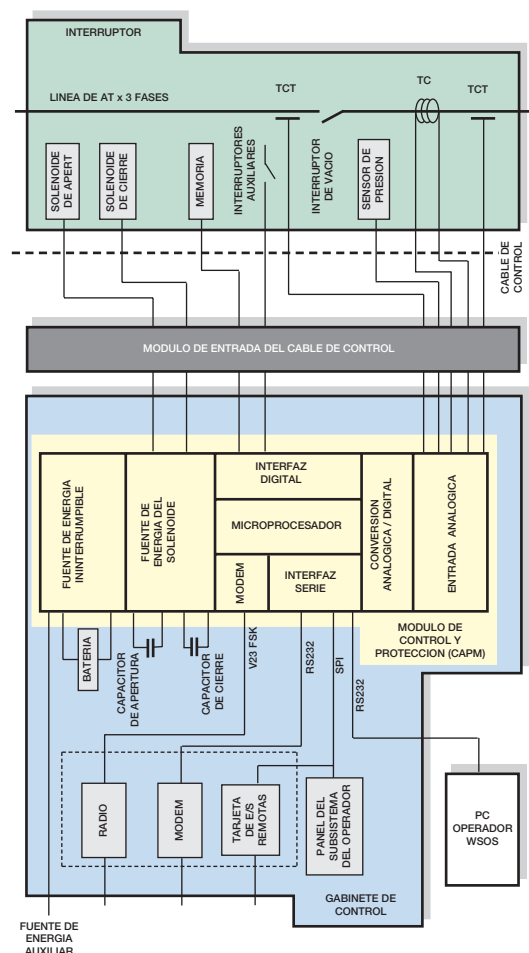 INTERRUPTOR
LINEA DE AT x 3 FASES
TCT
TC
TCT
SOLENOIDE
DE APERT
SOLENOIDE
DE CIERRE
MEMORIA
INTERRUPTORES
AUXILIARES
INTERRUPTOR
DE VACIO
SENSOR DE
PRESION
CABLE DE
CONTROL
MODULO DE ENTRADA DEL CABLE DE CONTROL
FUENTE DE ENERGIA
ININTERRUMPIBLE
FUENTE DE
ENERGIA DEL
SOLENOIDE
INTERFAZ
DIGITAL
MICROPROCESADOR
MODEM
INTERFAZ
SERIE
CONVERSION
ANALOGICA / DIGITAL
ENTRADA ANALOGICA
MODULO DE
CONTROL Y
PROTECCION (CAPM)
BATERIA
CAPACITOR
DE APERTURA
CAPACITOR
DE CIERRE
V23 FSK
RS232
SPI
RS232
RADIO
MODEM
TARJETA
DE E/S
REMOTAS
PANEL DEL
SUBSISTEMA
DEL OPERADOR
PC
OPERADOR
WSOS
GABINETE DE
CONTROL
FUENTE DE
ENERGIA
AUXILIAR